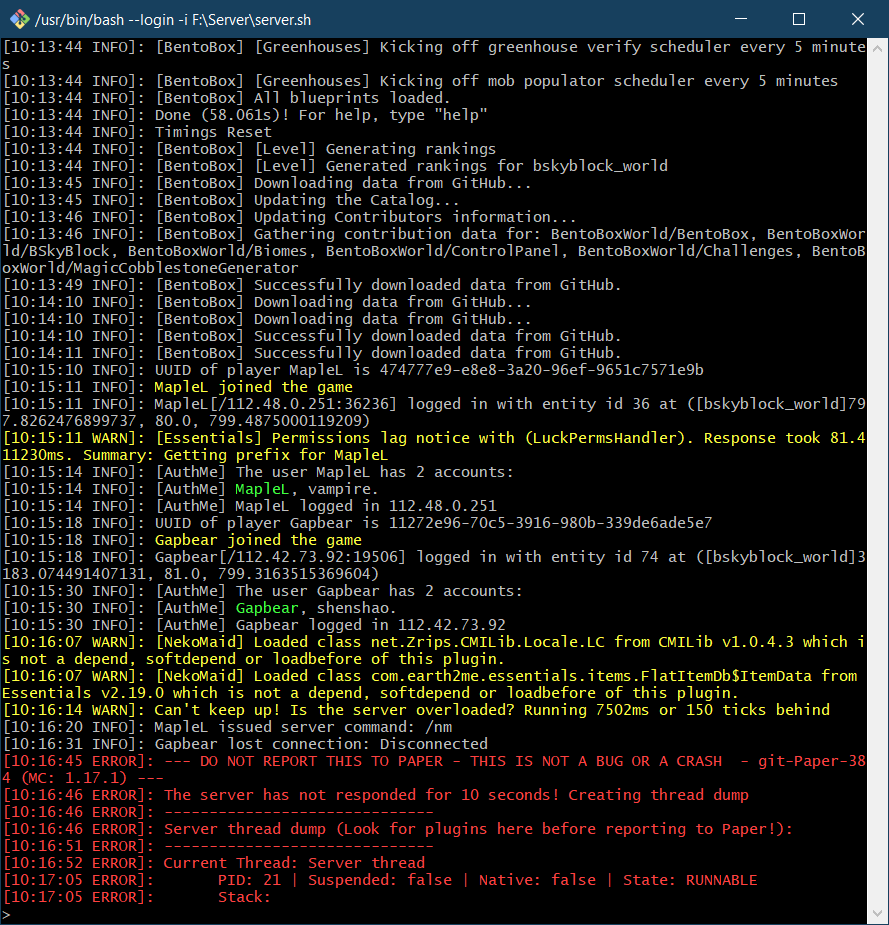 /usr/bin/bash --login -i F:\Server\server.sh
[10:13:44 INFO]: [BentoBox] [Greenhouses] Kicking off greenhouse verify scheduler every 5 minute
s
[10:13:44 INFO]: [BentoBox] [Greenhouses] Kicking off mob populator scheduler every 5 minutes
[10:13:44 INFO]: [BentoBox] All blueprints loaded.
[10:13:44 INFO]: Done (58.061s)! For help, type "help"
[10:13:44 INFO]: Timings Reset
[10:13:44 INFO]: [BentoBox] [Level] Generating rankings
[10:13:44 INFO]: [BentoBox] [Level] Generated rankings for bskyblock_world
[10:13:45 INFO]: [BentoBox] Downloading data from GitHub...
[10:13:45 INFO]: [BentoBox] Updating the Catalog...
[10:13:46 INFO]: [BentoBox] Updating Contributors information...
[10:13:46 INFO]: [BentoBox] Gathering contribution data for: BentoBoxWorld/BentoBox, BentoBoxWor
ld/BSkyBlock, BentoBoxWorld/Biomes, BentoBoxWorld/ControlPanel, BentoBoxWorld/Challenges, BentoB
oxWorld/MagicCobblestoneGenerator
[10:13:49 INFO]: [BentoBox] Successfully downloaded data from GitHub.
[10:14:10 INFO]: [BentoBox] Downloading data from GitHub...
[10:14:10 INFO]: [BentoBox] Downloading data from GitHub...
[10:14:10 INFO]: [BentoBox] Successfully downloaded data from GitHub.
[10:14:11 INFO]: [BentoBox] Successfully downloaded data from GitHub.
[10:15:10 INFO]: UUID of player MapleL is 474777e9-e8e8-3a20-96ef-9651c7571e9b
[10:15:11 INFO]: MapleL joined the game
[10:15:11 INFO]: MapleL[/112.48.0.251:36236] logged in with entity id 36 at ([bskyblock_world]79
7.8262476899737, 80.0, 799.4875000119209)
[10:15:11 WARN]: [Essentials] Permissions lag notice with (LuckPermsHandler). Response took 81.4
11230ms. Summary: Getting prefix for MapleL
[10:15:14 INFO]: [AuthMe] The user MapleL has 2 accounts:
[10:15:14 INFO]: [AuthMe] MapleL, vampire.
[10:15:14 INFO]: [AuthMe] MapleL logged in 112.48.0.251
[10:15:18 INFO]: UUID of player Gapbear is 11272e96-70c5-3916-980b-339de6ade5e7
[10:15:18 INFO]: Gapbear joined the game
[10:15:18 INFO]: Gapbear[/112.42.73.92:19506] logged in with entity id 74 at ([bskyblock_world]3
183.074491407131, 81.0, 799.3163515369604)
[10:15:30 INFO]: [AuthMe] The user Gapbear has 2 accounts:
[10:15:30 INFO]: [AuthMe] Gapbear, shenshao.
[10:15:30 INFO]: [AuthMe] Gapbear logged in 112.42.73.92
[10:16:07 WARN]: [NekoMaid] Loaded class net.Zrips.CMILib.Locale.LC from CMILib v1.0.4.3 which i
s not a depend, softdepend or loadbefore of this plugin.
[10:16:07 WARN]: [NekoMaid] Loaded class com.earth2me.essentials.items.FlatItemDb$ItemData from
Essentials v2.19.0 which is not a depend, softdepend or loadbefore of this plugin.
[10:16:14 WARN]: Can't keep up! Is the server overloaded? Running 7502ms or 150 ticks behind
[10:16:20 INFO]: MapleL issued server command: /nm
[10:16:31 INFO]: Gapbear lost connection: Disconnected
[10:16:45 ERROR]: --- DO NOT REPORT THIS TO PAPER - THIS IS NOT A BUG OR A CRASH  - git-Paper-38
4 (MC: 1.17.1) ---
[10:16:46 ERROR]: The server has not responded for 10 seconds! Creating thread dump
[10:16:46 ERROR]: ------------------------------
[10:16:46 ERROR]: Server thread dump (Look for plugins here before reporting to Paper!):
[10:16:51 ERROR]: ------------------------------
[10:16:52 ERROR]: Current Thread: Server thread
[10:17:05 ERROR]:       PID: 21 | Suspended: false | Native: false | State: RUNNABLE
[10:17:05 ERROR]:       Stack:
>